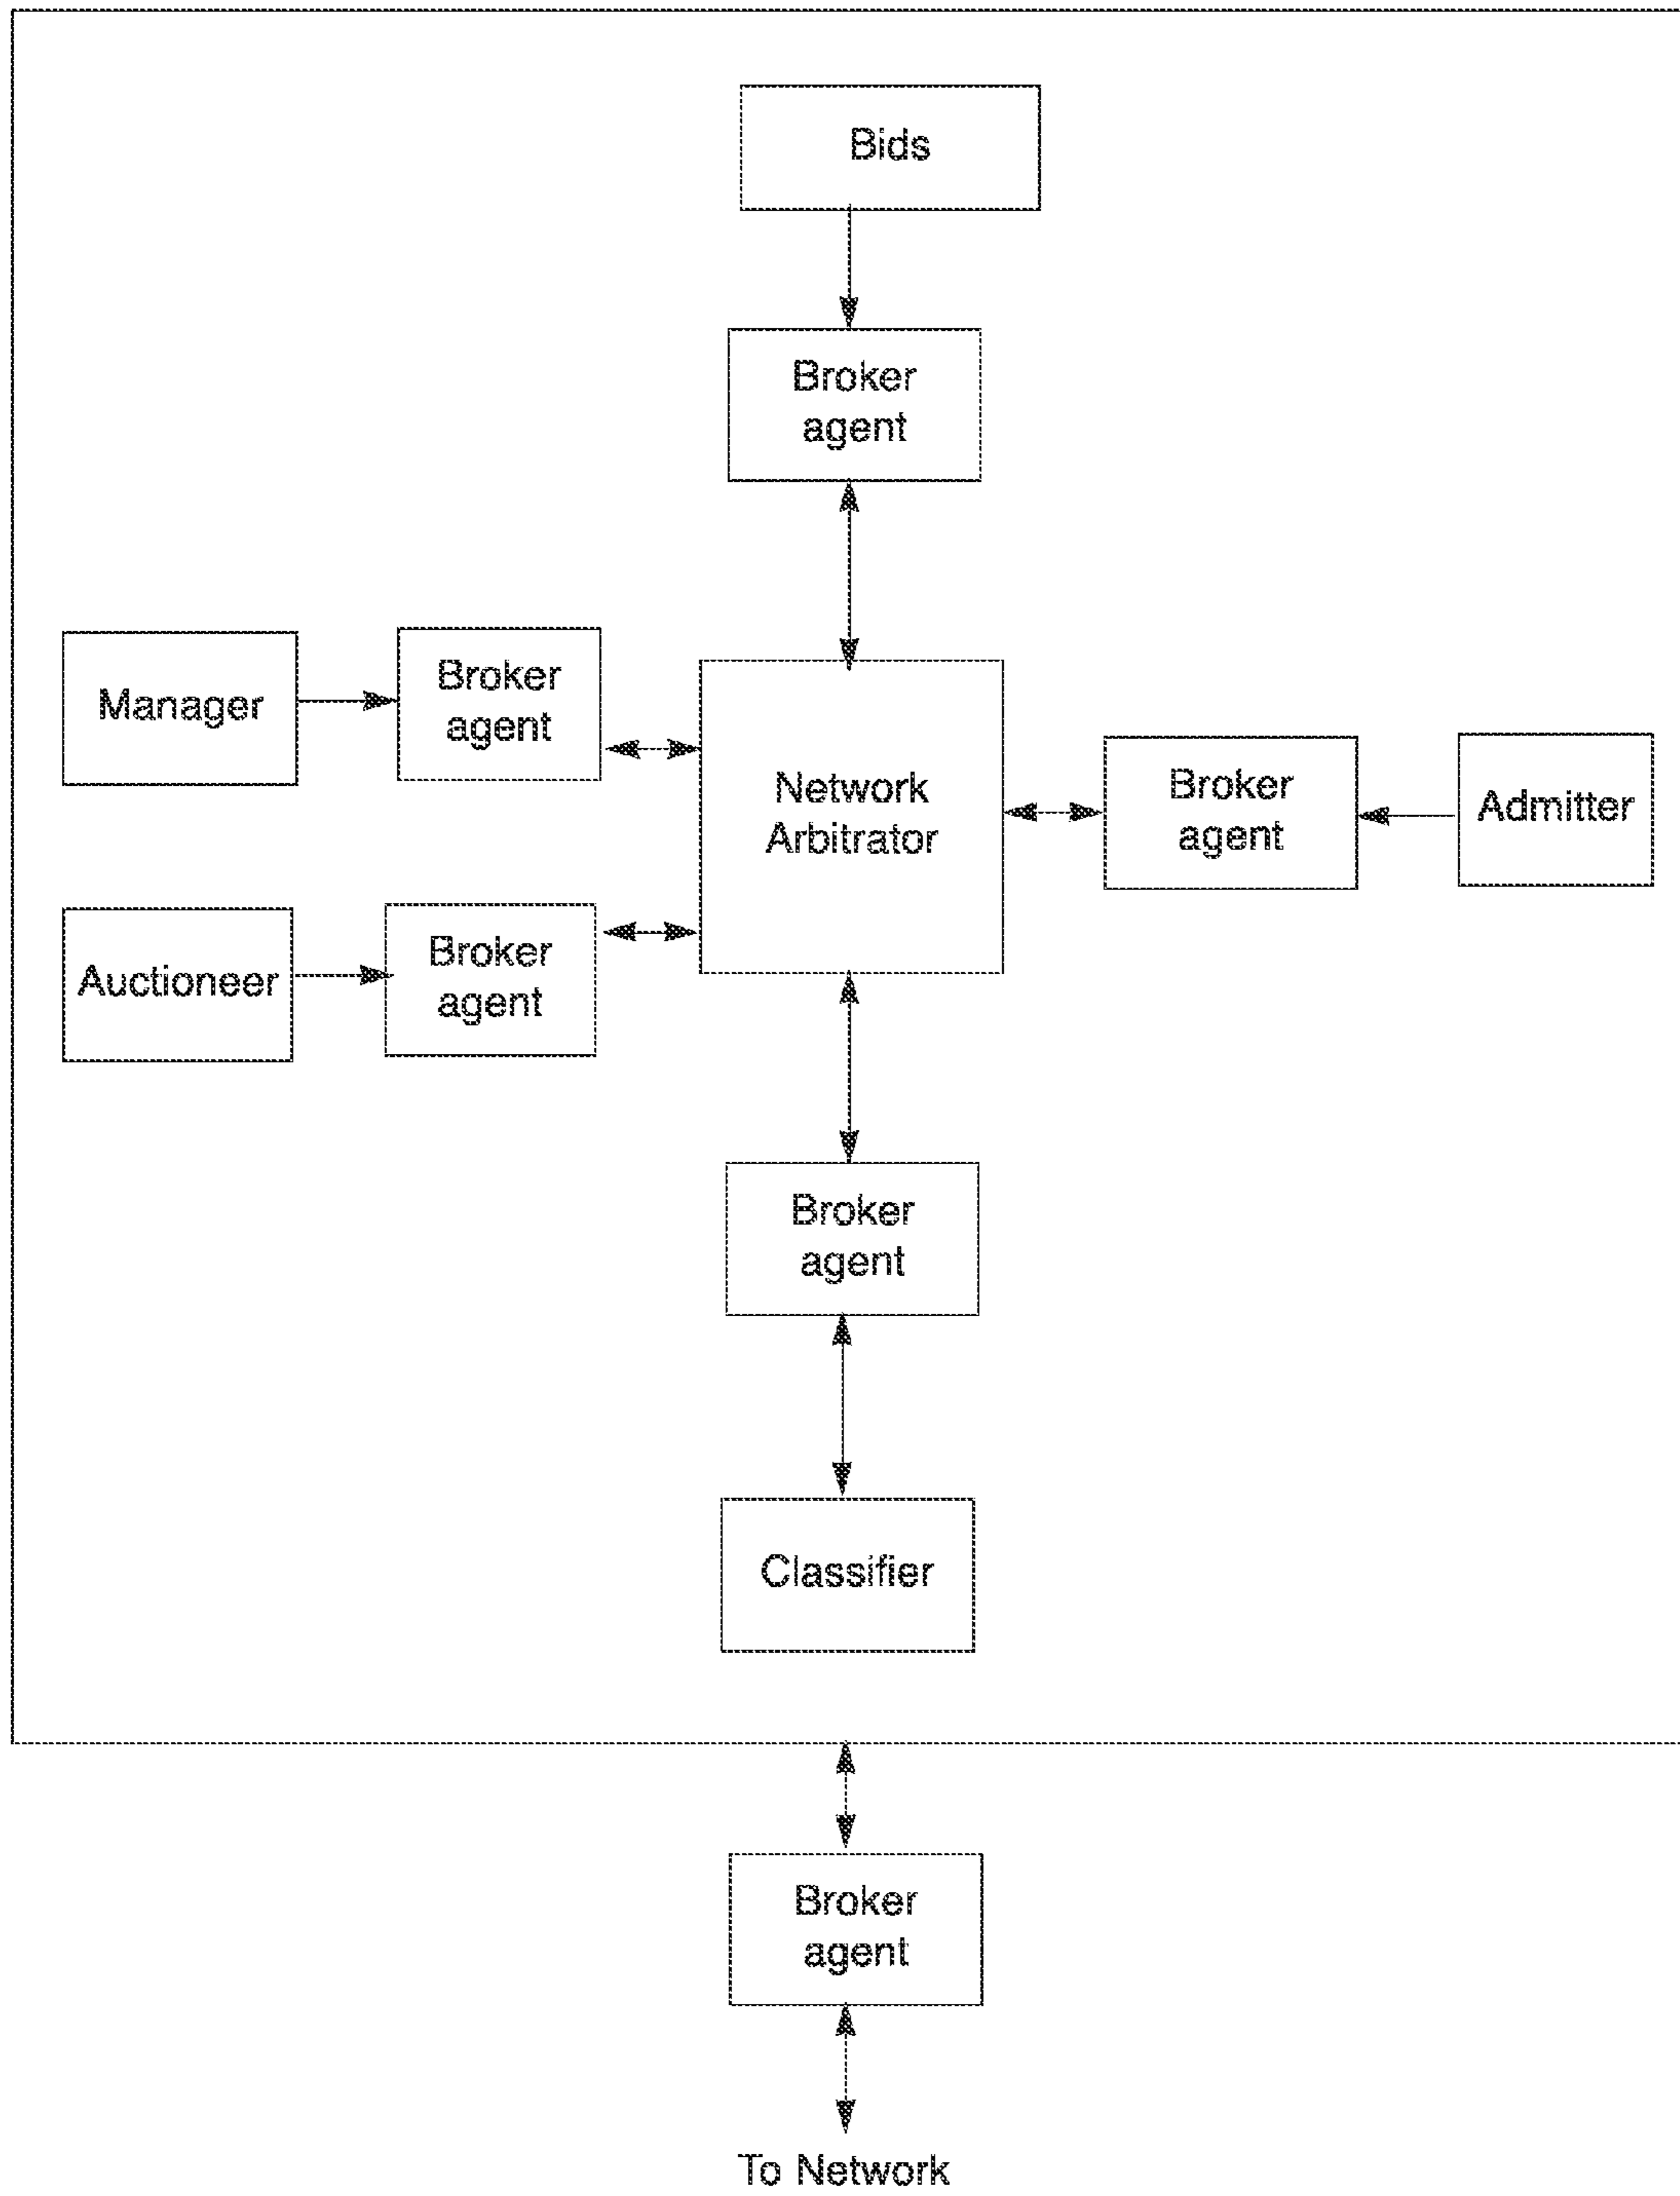 Bids
Broker
agent
Manager
Broker
agent
Network
Arbitrator
Broker
agent
Admitter
Auctioneer
Broker
agent
Broker
agent
Classifier
Broker
agent
To Network